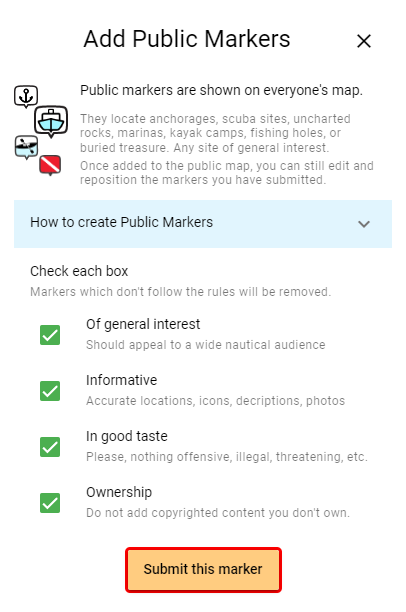 Add Public Markers
Public markers are shown on everyone's map.
They locate anchorages, scuba sites, uncharted
rocks, marinas, kayak camps, fishing holes, or
buried treasure. Any site of general interest.
Once added to the public map, you can still edit and
reposition the markers you have submitted.
How to create Public Markers
Check each box
Markers which don't follow the rules will be removed.
Of general interest
Should appeal to a wide nautical audience
Informative
Accurate locations, icons, decriptions, photos
In good taste
Please, nothing offensive, illegal, threatening, etc.
Ownership
Do not add copyrighted content you don't own.
Submit this marker